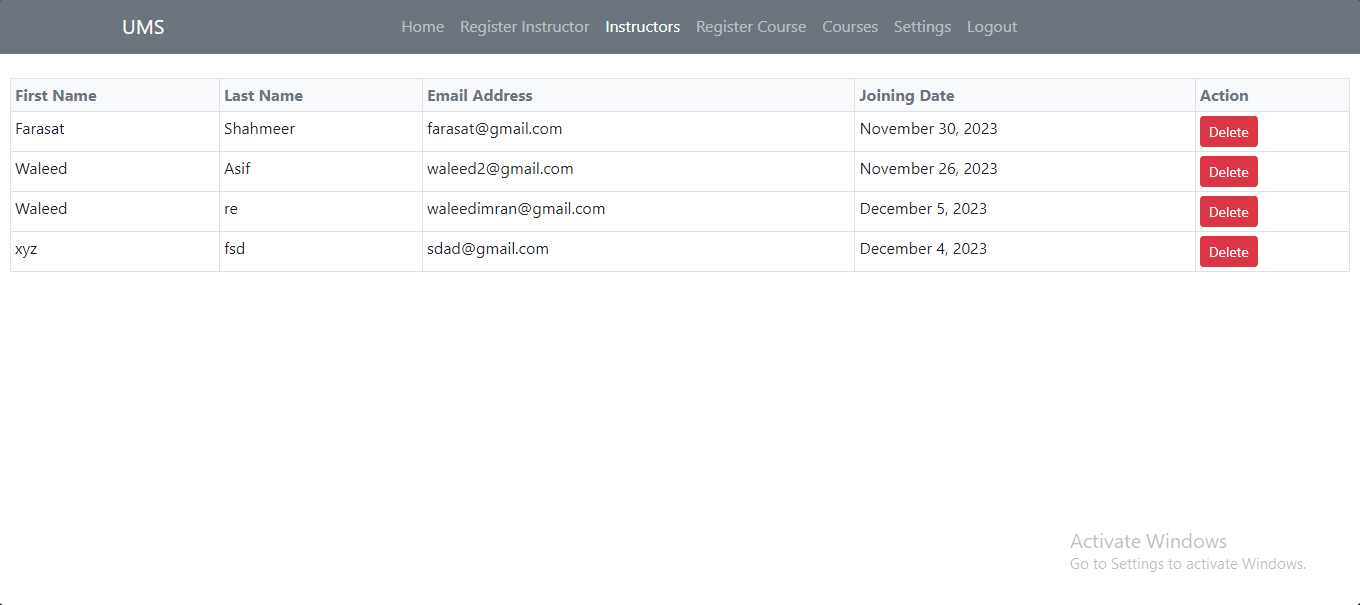 UMS Home Register Instructor Instructors Register Course Courses Settings Logout
First Name Last Name Email Address Joining Date Action
Farasat Shahmeer farasat@gmail.com November 30, 2023 Delete
Waleed Asif waleed2@gmail.com November 26, 2023 Delete
Waleed re waleedimran@gmail.com December 5, 2023 Delete
xyz fsd sdad@gmail.com December 4, 2023 Delete
Activate Windows
Go to Settings to activate Windows.